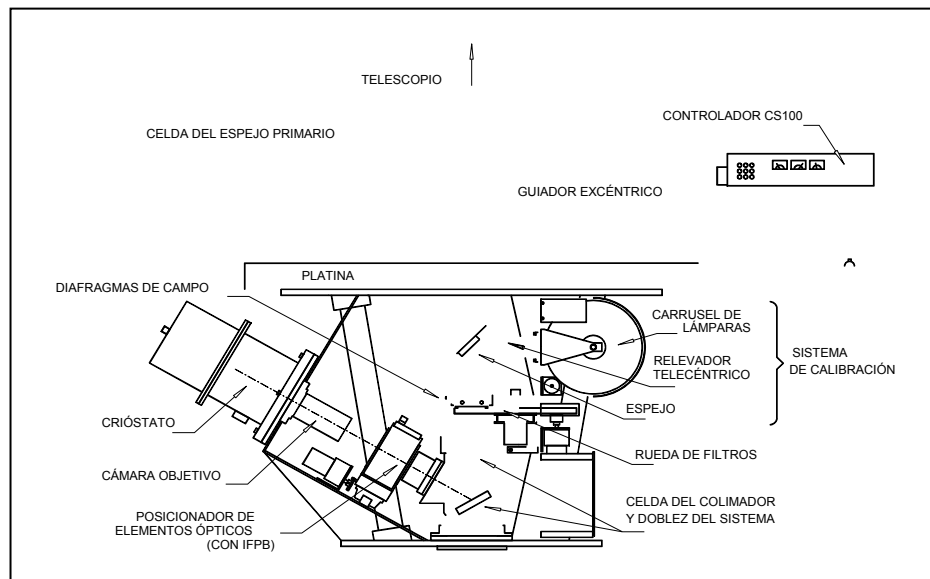 TELESCOPIO
CONTROLADOR CS100
CELDA DEL ESPEJO PRIMARIO
GUIADOR EXCÉNTRICO
PLATINA
DIAFRAGMAS DE CAMPO
CARRUSEL DE
LÁMPARAS
RELEVADOR
TELECÉNTRICO
SISTEMA
DE CALIBRACIÓN
ESPEJO
CRIÓSTATO
RUEDA DE FILTROS
CÁMARA OBJETIVO
CELDA DEL COLIMADOR
Y DOBLEZ DEL SISTEMA
POSICIONADOR DE
ELEMENTOS ÓPTICOS
(CON IFPB)